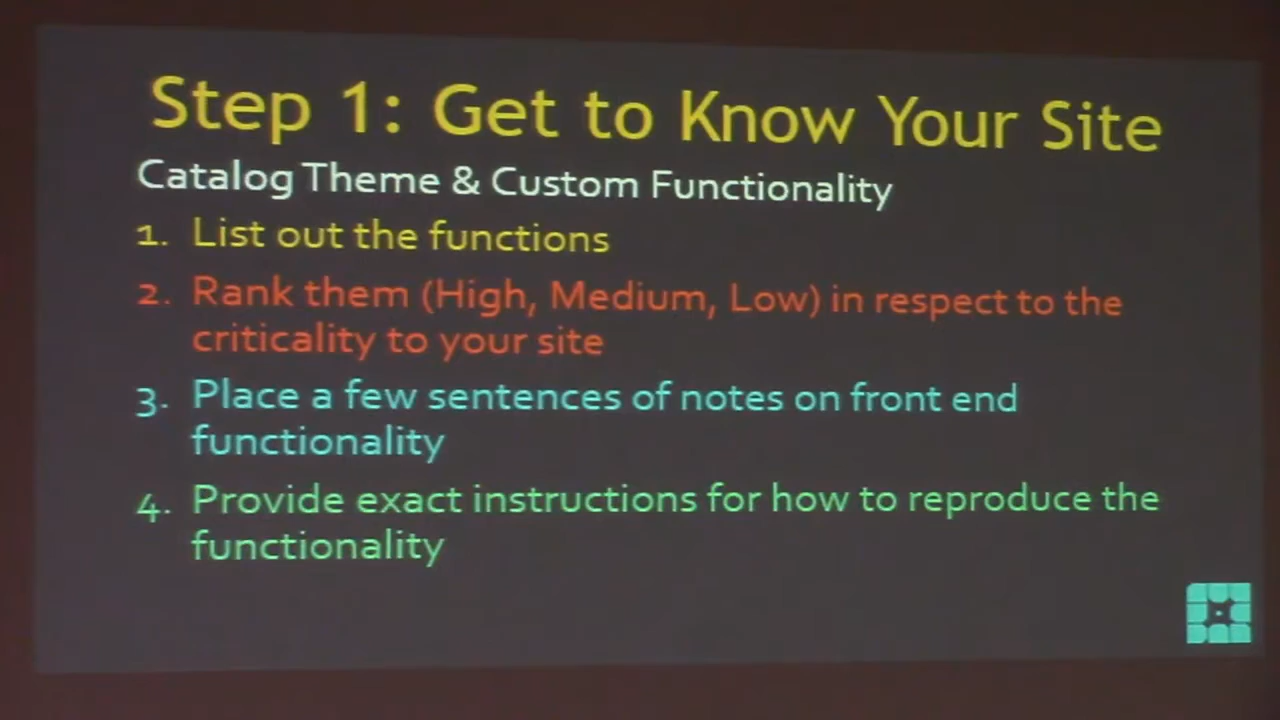 Step 1: Get to Know Your Site
Catalog Theme & Custom Functionality
1. List out the functions
2. Rank them (High, Medium, Low) in respect to the
criticality to your site
3. Place a few sentences of notes on front end
functionality
4. Provide exact instructions for how to reproduce the
functionality